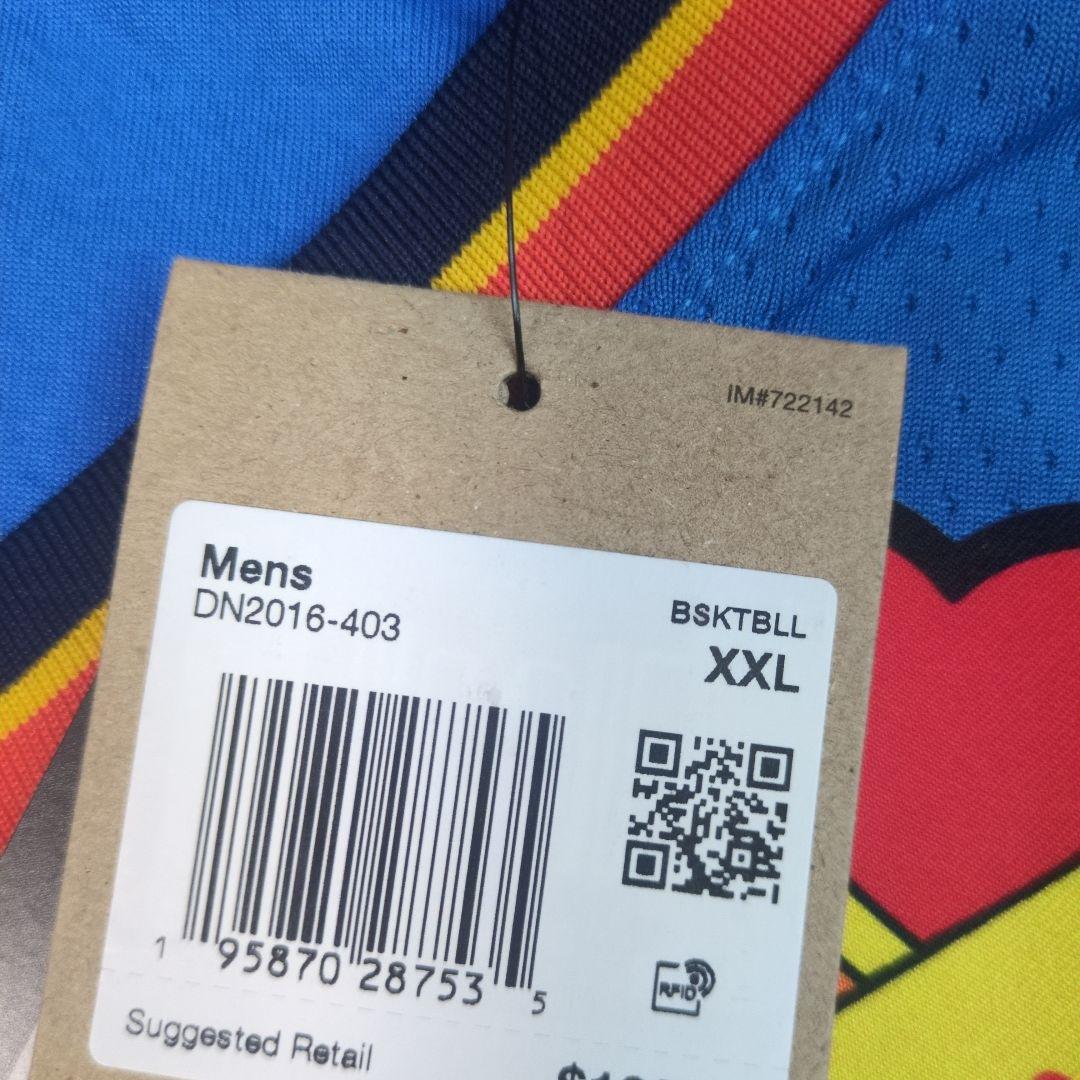 IM#722142
Mens
DN2016-403
BSKTBLL
XXL
1 95870 28753 5
RFID
Suggested Retail